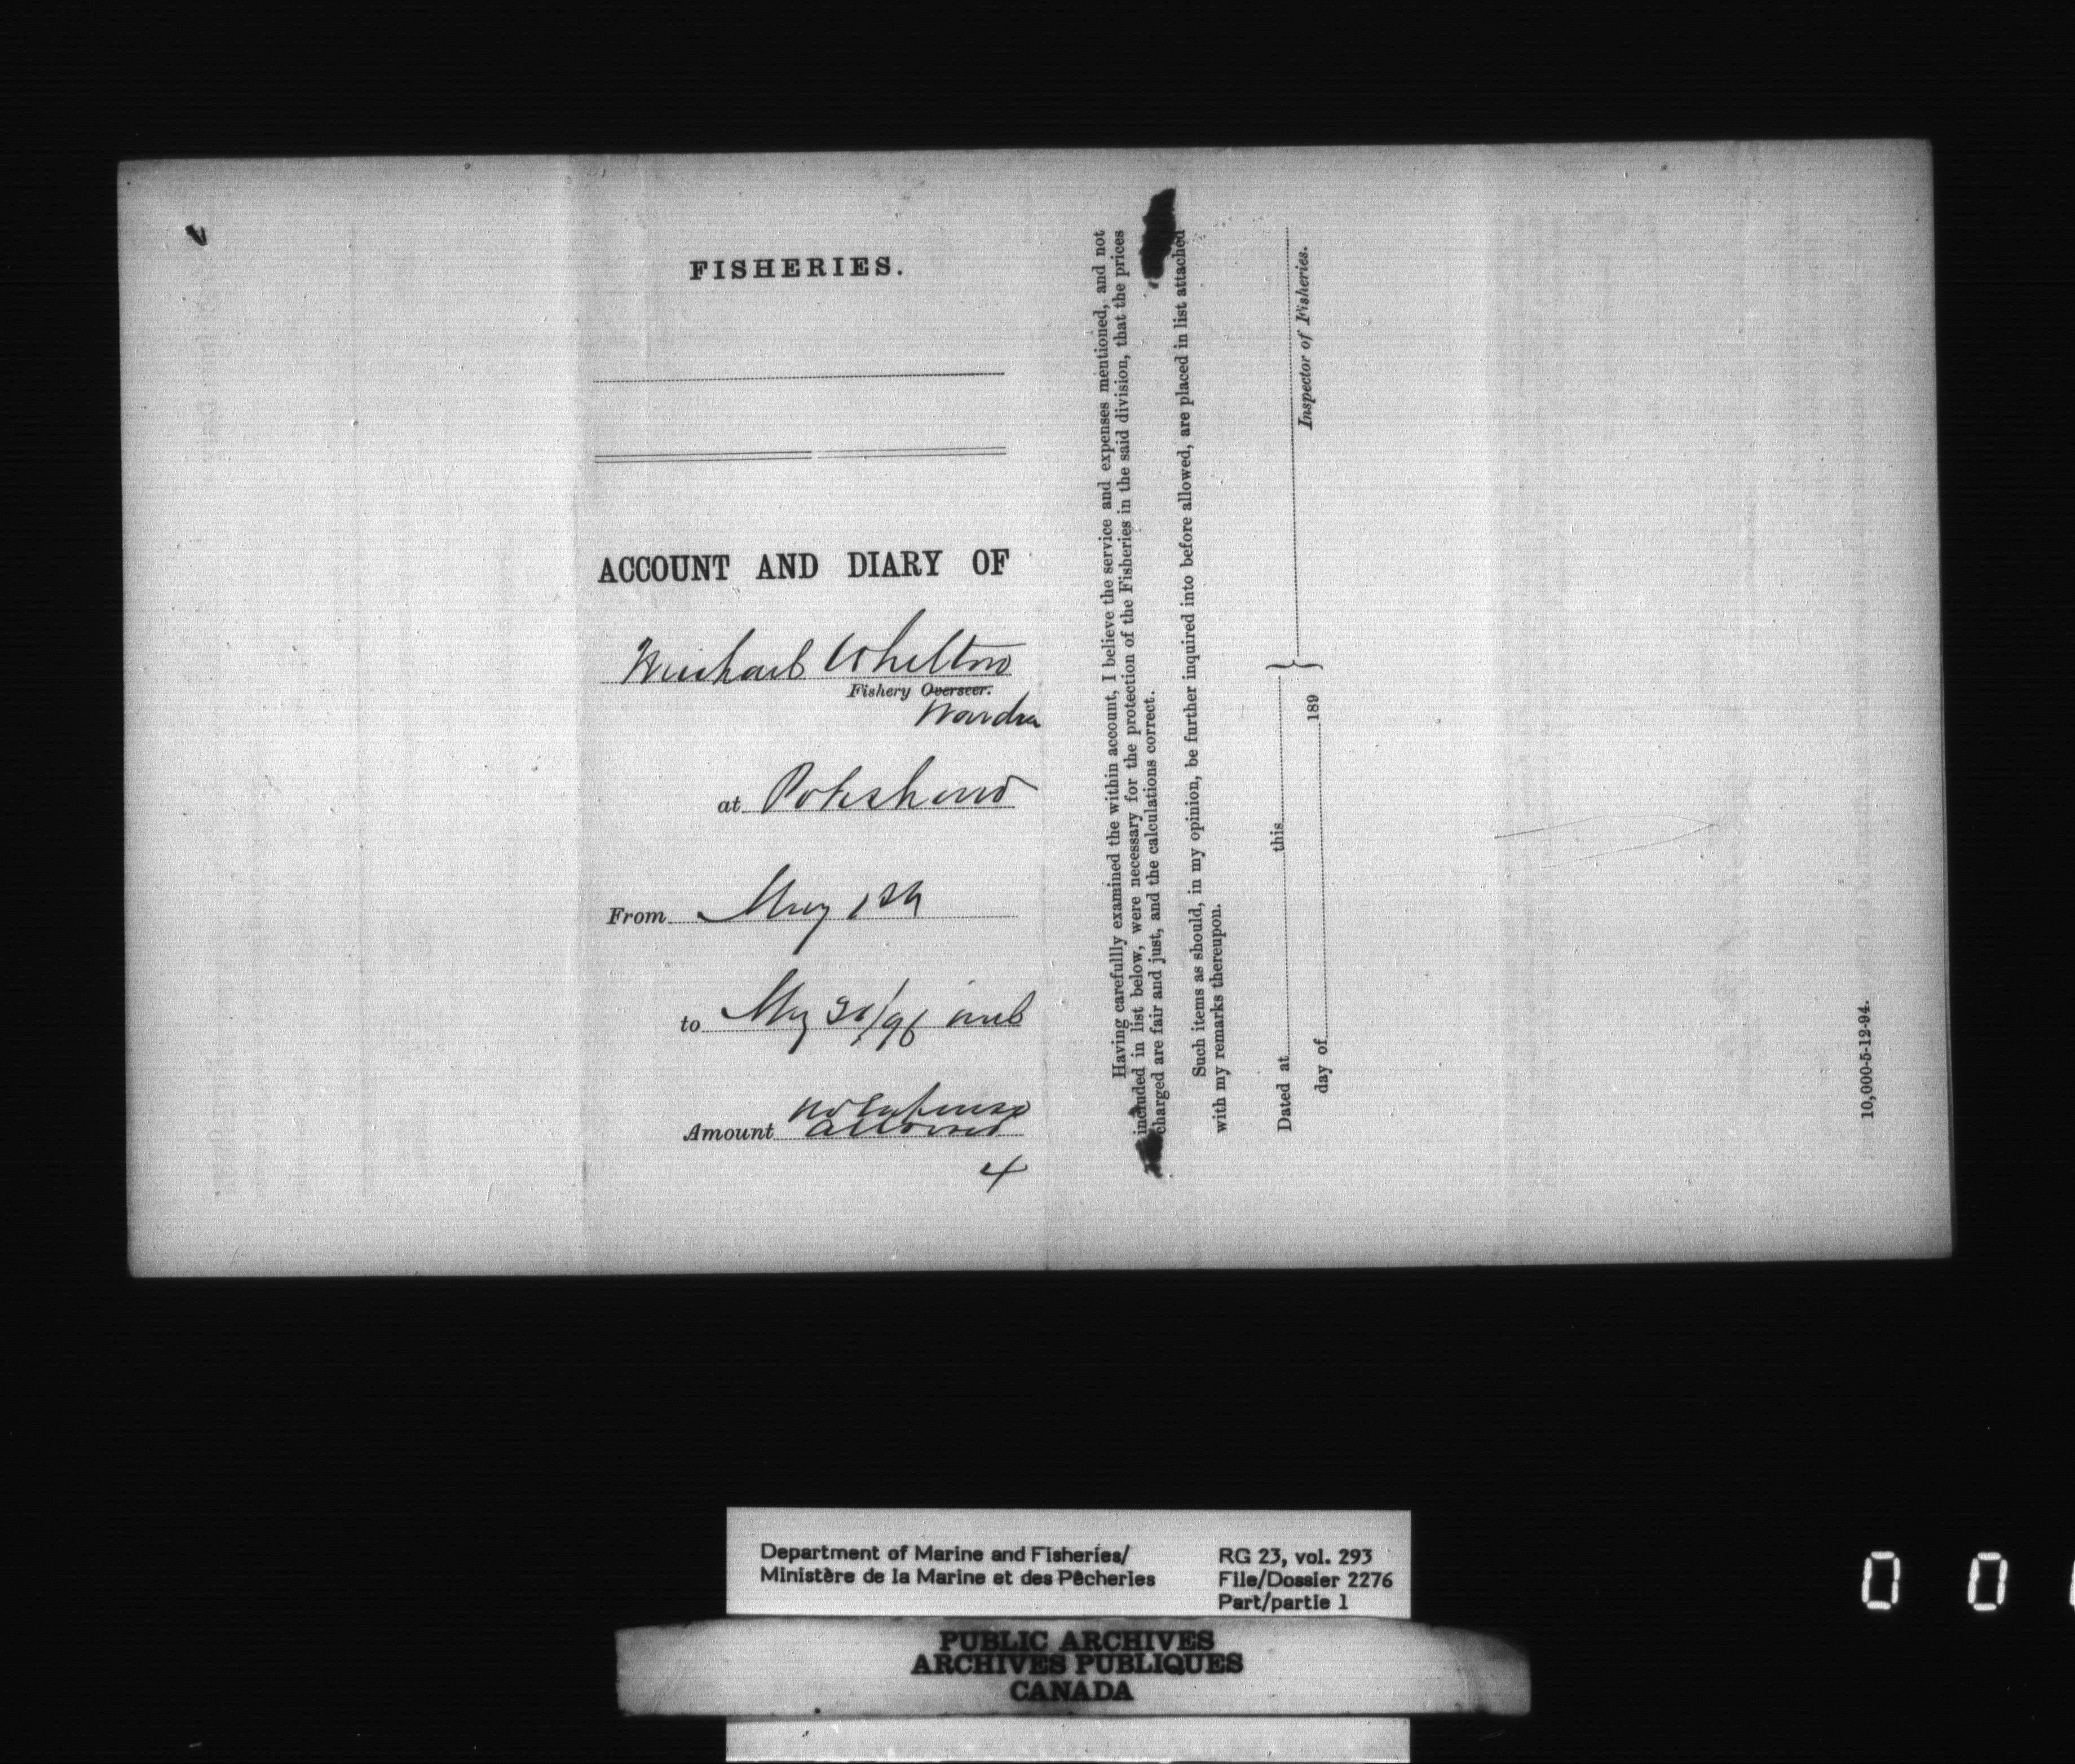 FISHERIES.
ACCOUNT AND DIARY OF
Michael Whelton
Fishery Overseer.
Warden
at Pokshaw
From May 1st
to May 30/96 incl
Amount no Expense
allowed
4
Having carefullly examined the within account, I believe the service and expenses mentioned, and not
included in list below, were necessary for the protection of the Fisheries in the said division, that the prices
charged are fair and just, and the calculations correct.
Such items as should, in my opinion, be further inquired into before allowed, are placed in list attached
with my remarks thereupon.
Dated at this
day of 189
Inspector of Fisheries.
10,000-5-12-94.
Department of Marine and Fisheries/
Ministère de la Marine et des Pêcheries
RG 23, vol. 293
File/Dossier 2276
Part/partie 1
PUBLIC ARCHIVES
ARCHIVES PUBLIQUES
CANADA
0 0